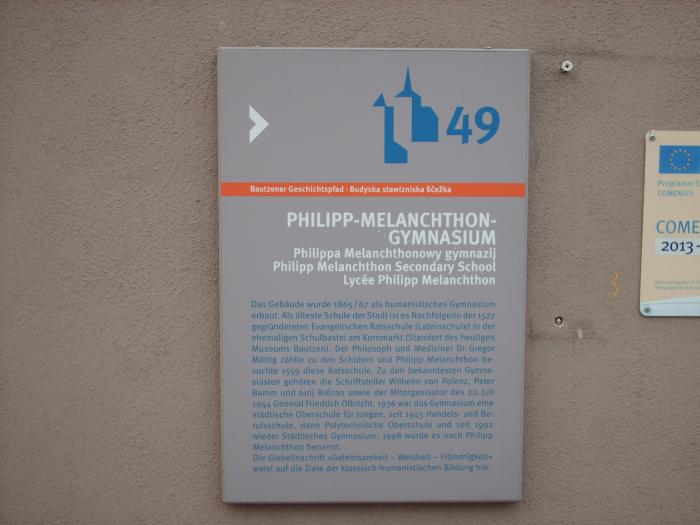 49
Bautzener Geschichtspfad · Budyska stawizniska šćežka
PHILIPP-MELANCHTHON-
GYMNASIUM
Philippa Melanchthonowy gymnazij
Philipp Melanchthon Secondary School
Lycée Philipp Melanchthon
Das Gebäude wurde 1865/67 als humanistisches Gymnasium
erbaut. Als älteste Schule der Stadt ist es Nachfolgerin der 1527
gegründeteten Evangelischen Ratsschule (Lateinschule) in der
ehemaligen Schulbastei am Kornmarkt (Standort des heutigen
Museums Bautzen). Der Philosoph und Mediziner Dr. Gregor
Mättig zählte zu den Schülern und Philipp Melanchthon be-
suchte 1559 diese Ratsschule. Zu den bekanntesten Gymna-
siasten gehören die Schriftsteller Wilhelm von Polenz, Peter
Bamm und Jurij Brězan sowie der Mitorganisator des 20. Juli
1944 General Friedrich Olbricht. 1936 war das Gymnasium eine
städtische Oberschule für Jungen, seit 1945 Handels- und Be-
rufsschule, dann Polytechnische Oberschule und seit 1992
wieder Städtisches Gymnasium. 1998 wurde es nach Philipp
Melanchthon benannt.
Die Giebelinschrift »Gelehrsamkeit – Weisheit – Frömmigkeit«
weist auf die Ziele der klassisch-humanistischen Bildung hin.
Programm fü
COMENIUS
COME
2013-